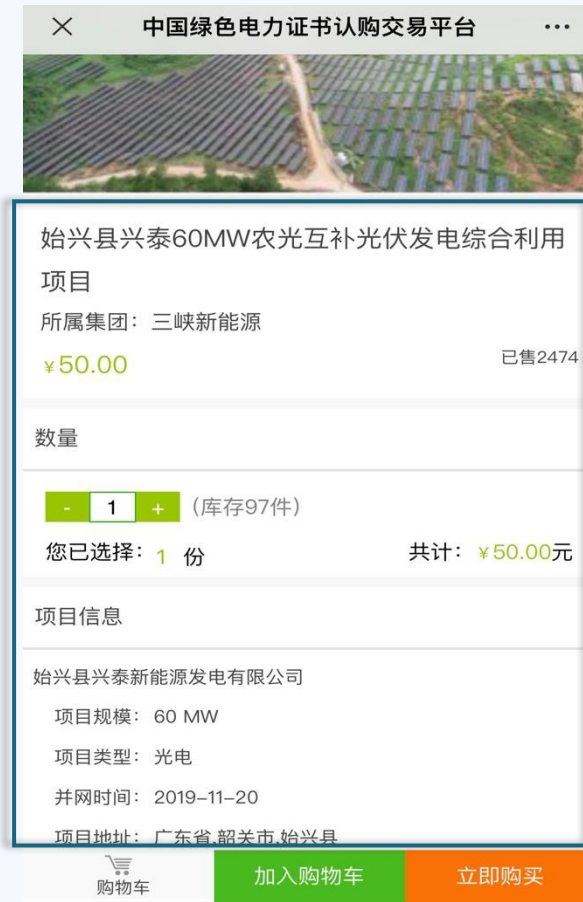 中国绿色电力证书认购交易平台
始兴县兴泰60MW农光互补光伏发电综合利用
项目
所属集团：三峡新能源
¥50.00
已售2474
数量
- 1 + （库存97件）
您已选择：1 份 共计：¥50.00元
项目信息
始兴县兴泰新能源发电有限公司
项目规模：60 MW
项目类型：光电
并网时间：2019-11-20
项目地址：广东省,韶关市,始兴县
购物车
加入购物车
立即购买